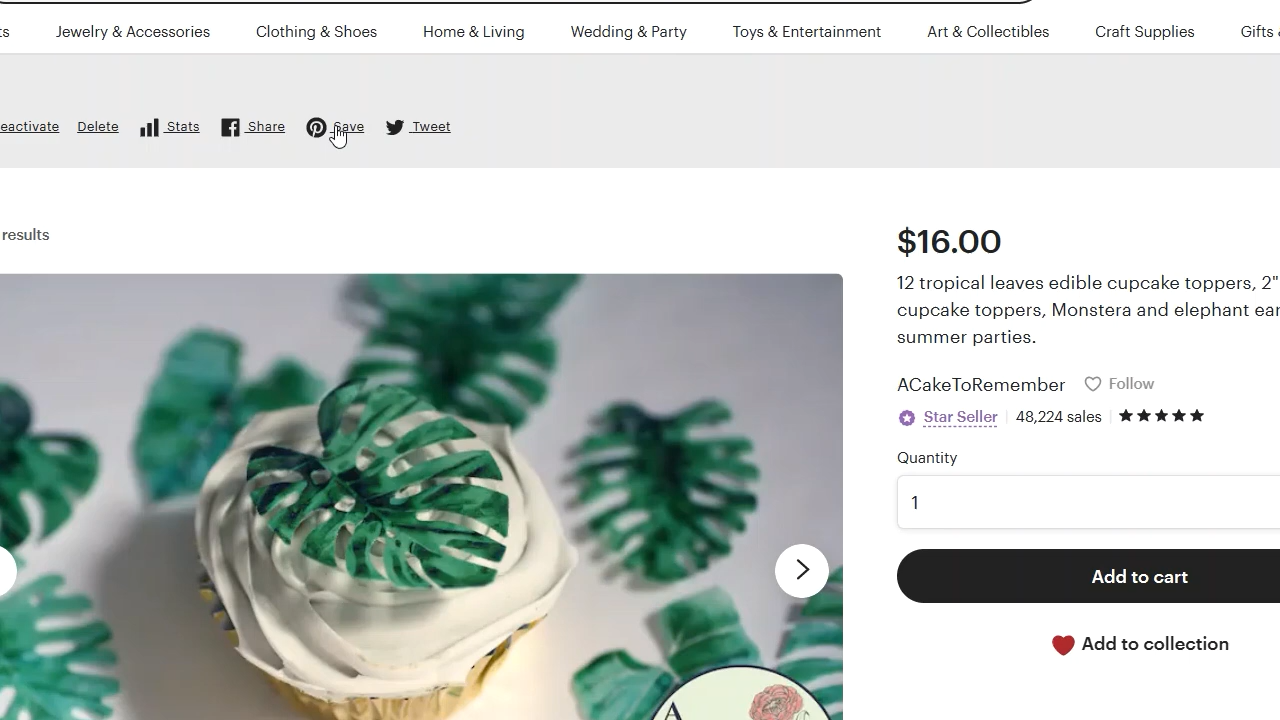 Jewelry & Accessories Clothing & Shoes Home & Living Wedding & Party Toys & Entertainment Art & Collectibles Craft Supplies Gifts
Delete Stats Share Save Tweet
results
$16.00
12 tropical leaves edible cupcake toppers, 2"
cupcake toppers, Monstera and elephant ear
summer parties.
ACakeToRemember Follow
Star Seller 48,224 sales
Quantity
1
Add to cart
Add to collection
A